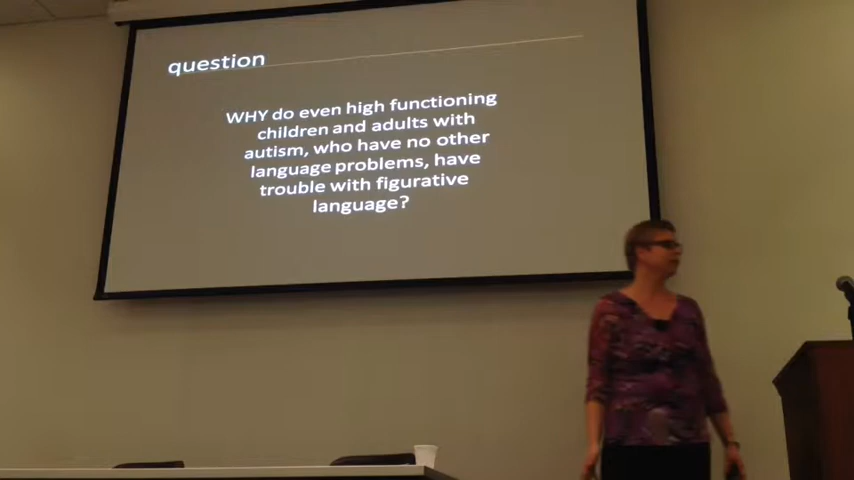 question
WHY do even high functioning
children and adults with
autism, who have no other
language problems, have
trouble with figurative
language?